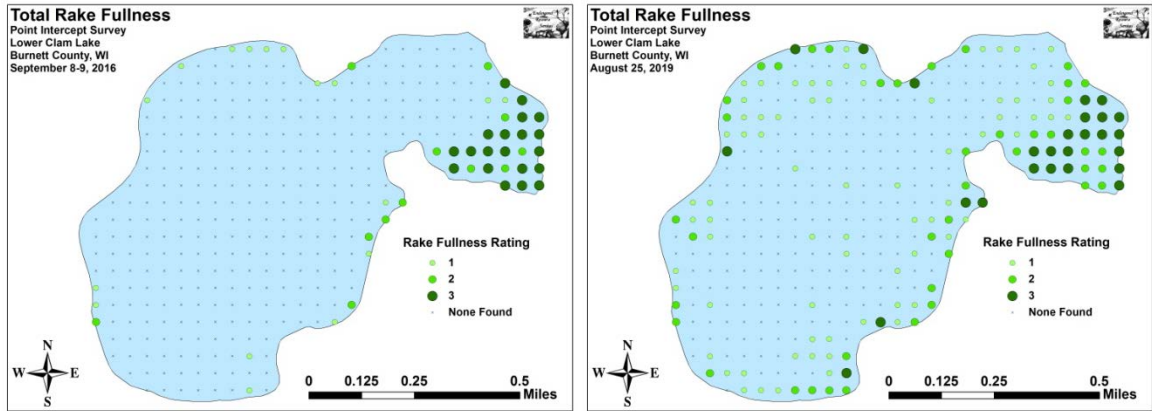 Total Rake Fullness
Point Intercept Survey
Lower Clam Lake
Burnett County, WI
September 8-9, 2016
Rake Fullness Rating
1
2
3
None Found
N
W E
S
0 0.125 0.25 0.5
Miles
Total Rake Fullness
Point Intercept Survey
Lower Clam Lake
Burnett County, WI
August 25, 2019
Rake Fullness Rating
1
2
3
None Found
N
W E
S
0 0.125 0.25 0.5
Miles